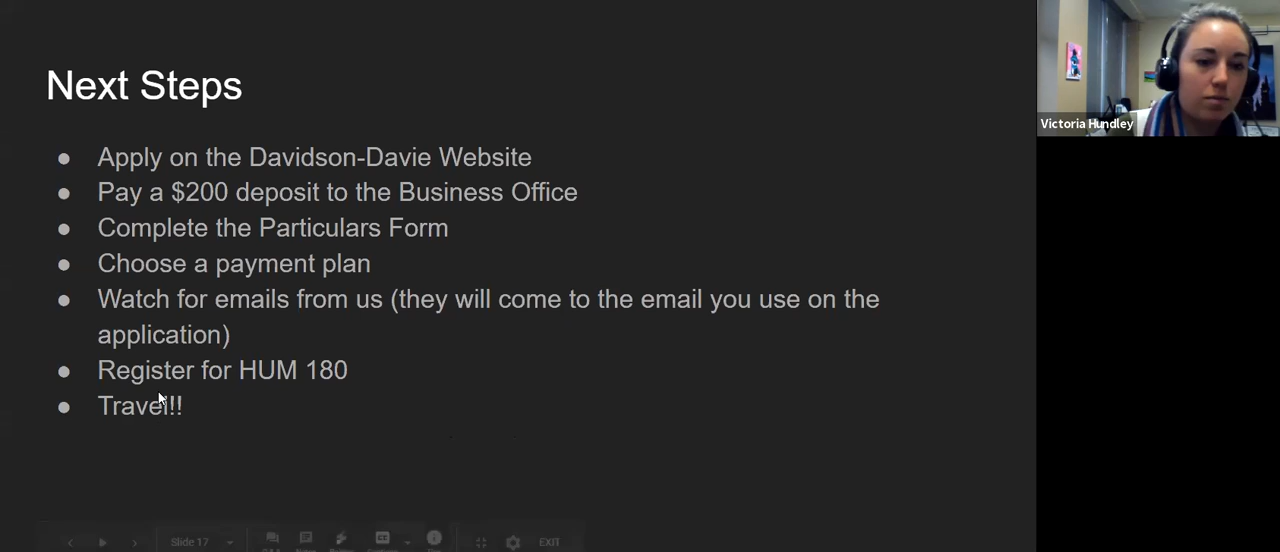 Next Steps
● Apply on the Davidson-Davie Website
● Pay a $200 deposit to the Business Office
● Complete the Particulars Form
● Choose a payment plan
● Watch for emails from us (they will come to the email you use on the
application)
● Register for HUM 180
● Travel!!
Victoria Hundley
Slide 17
EXIT